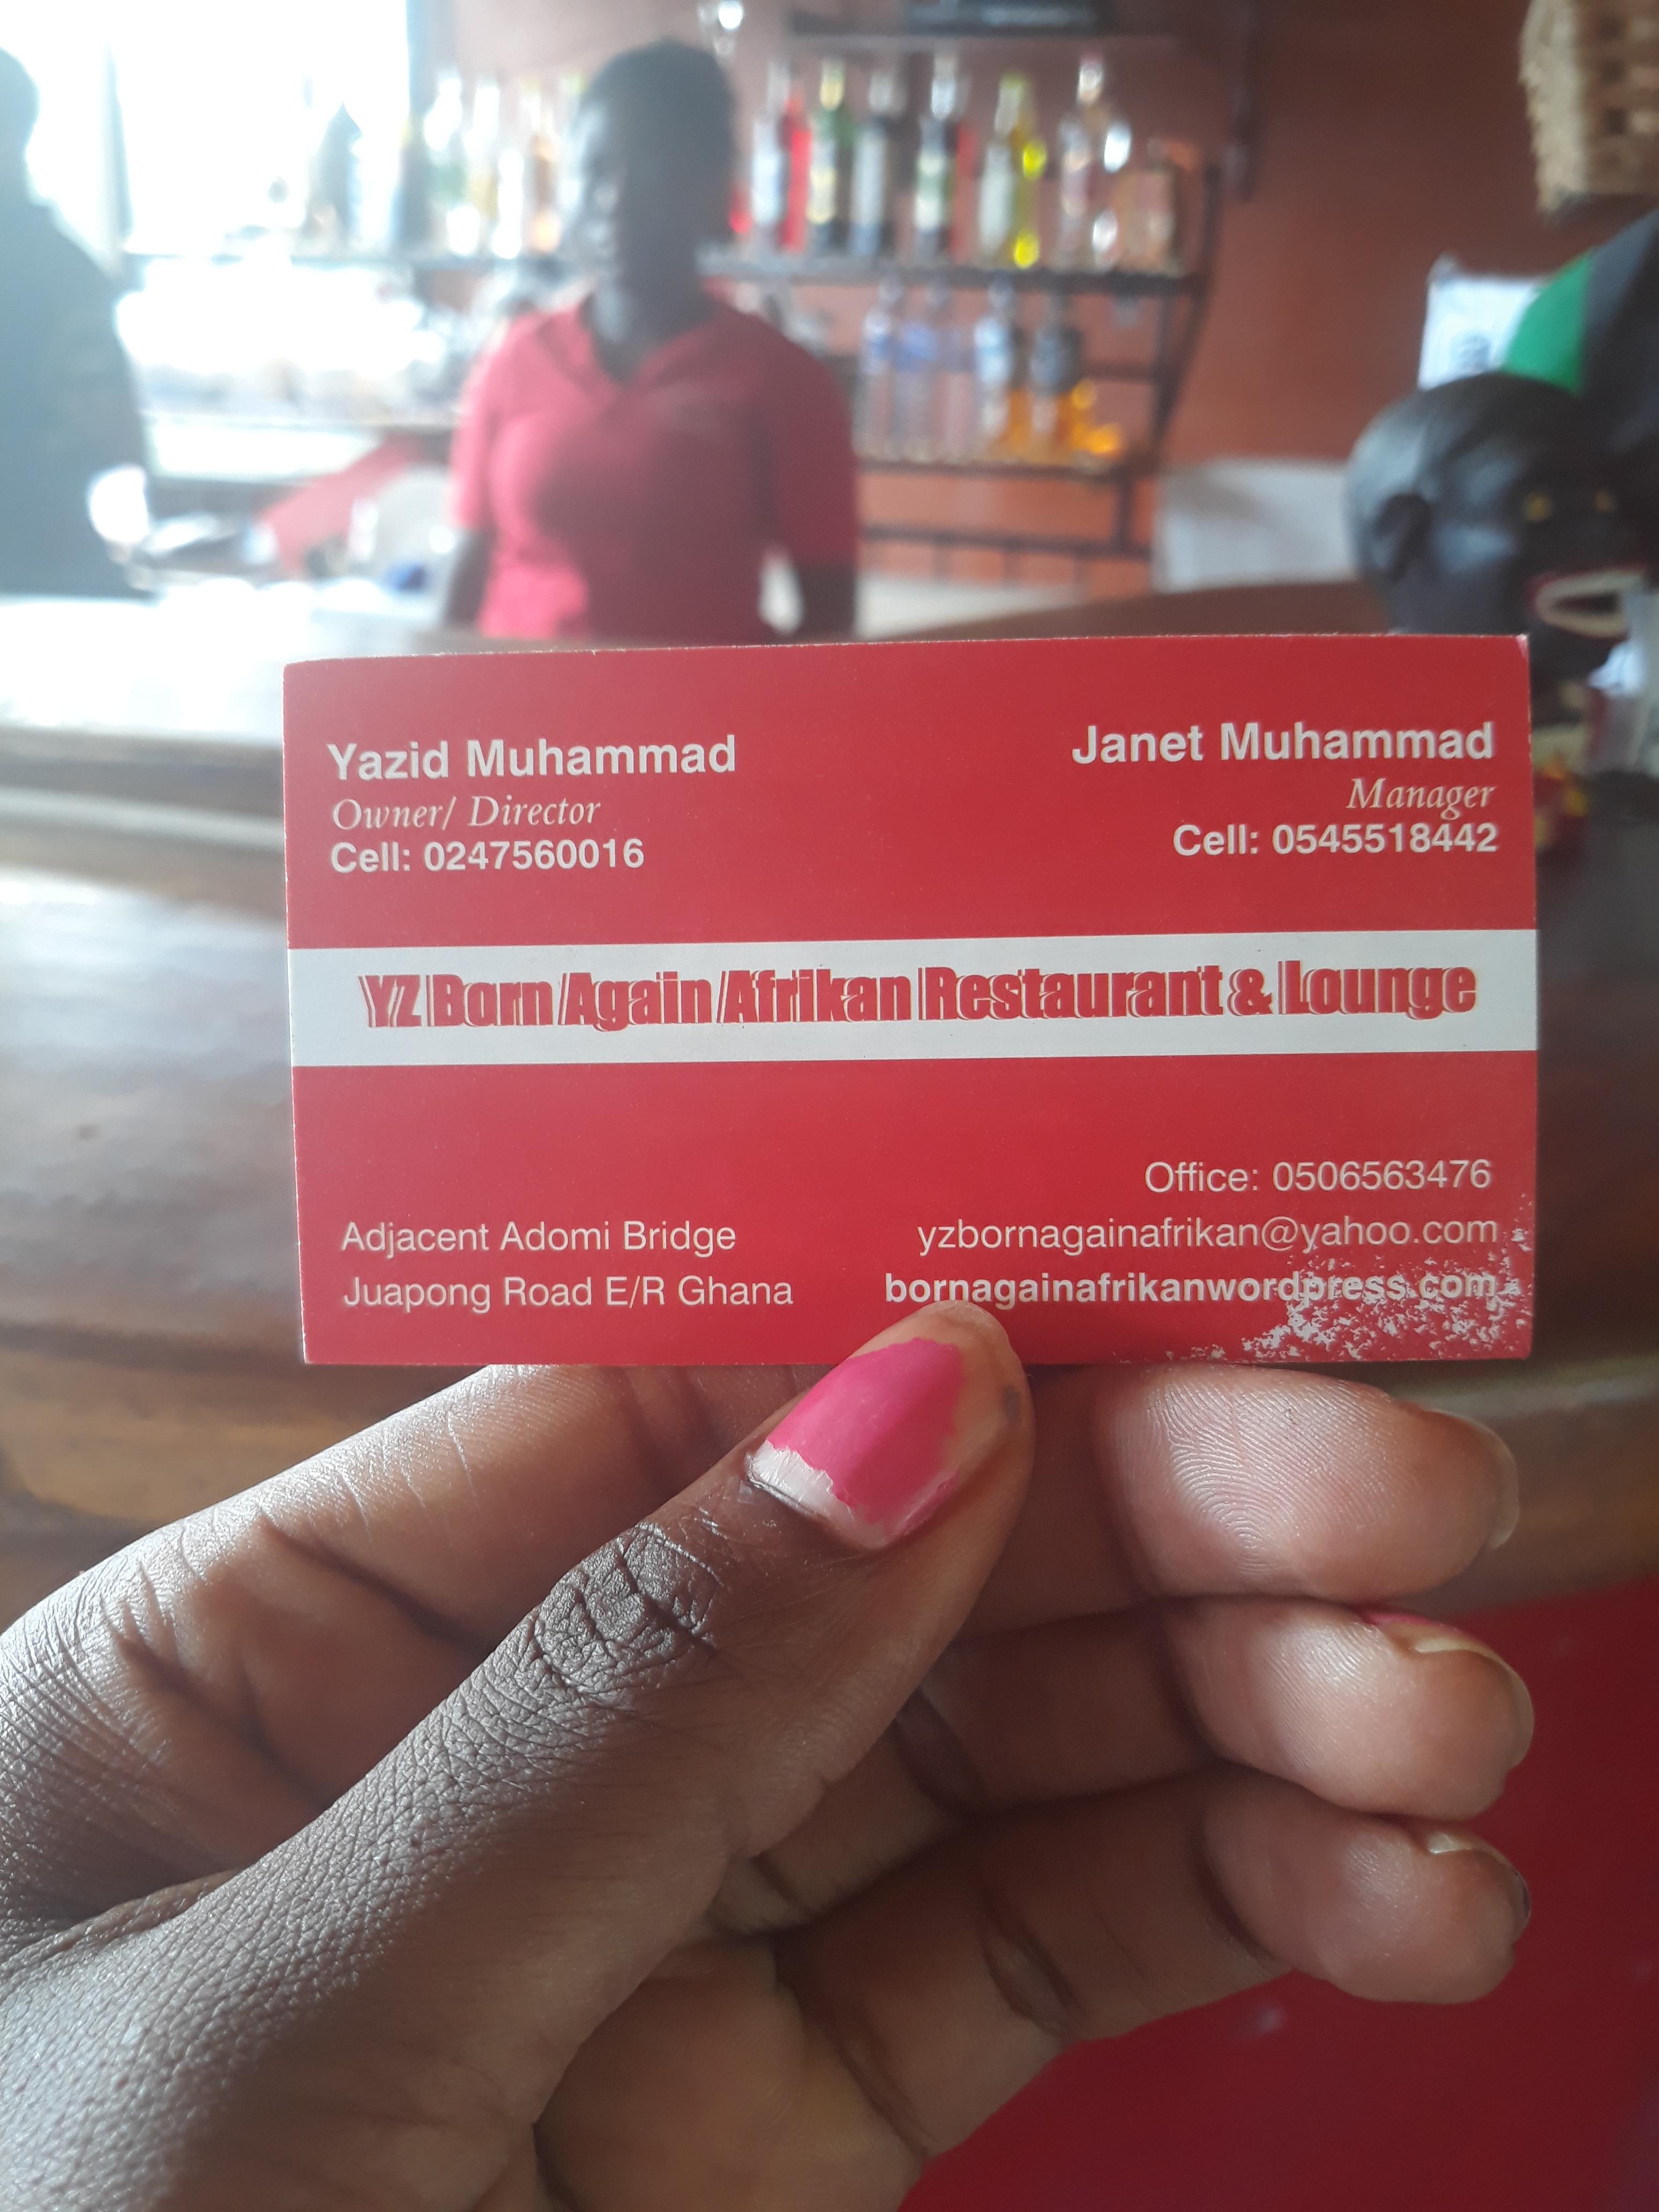 Yazid Muhammad
Owner/ Director
Cell: 0247560016
Janet Muhammad
Manager
Cell: 0545518442
YZ Born Again Afrikan Restaurant & Lounge
Adjacent Adomi Bridge
Juapong Road E/R Ghana
Office: 0506563476
yzbornagainafrikan@yahoo.com
bornagainafrikanwordpress.com